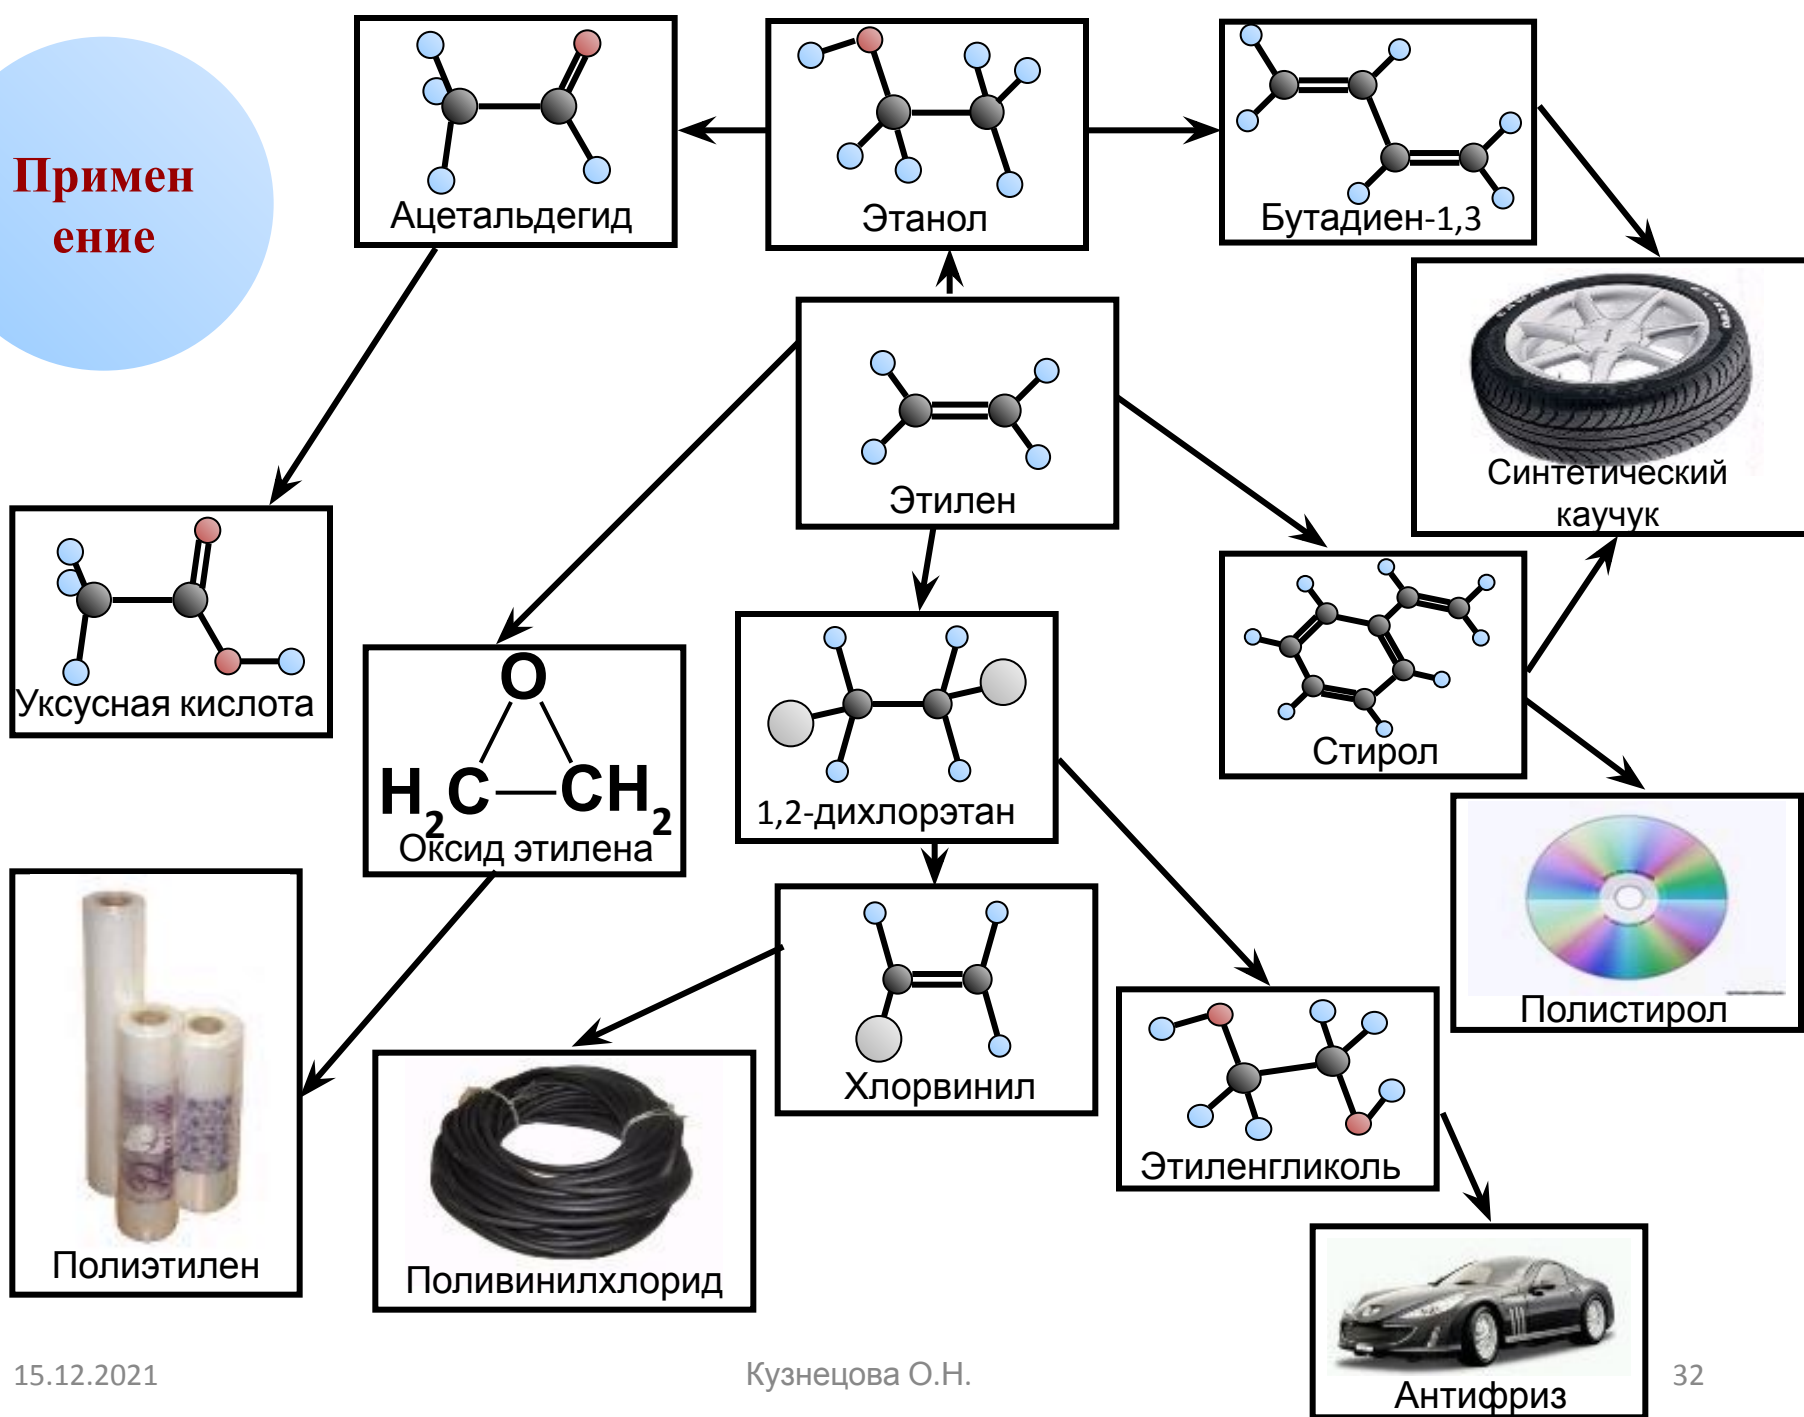 Примен
ение
Ацетальдегид
Этанол
Бутадиен-1,3
Этилен
Синтетический
каучук
Уксусная кислота
O
H2C
CH2
Оксид этилена
1,2-дихлорэтан
Стирол
Полистирол
Хлорвинил
Этиленгликоль
Полиэтилен
Поливинилхлорид
Антифриз
15.12.2021
Кузнецова О.Н.
32